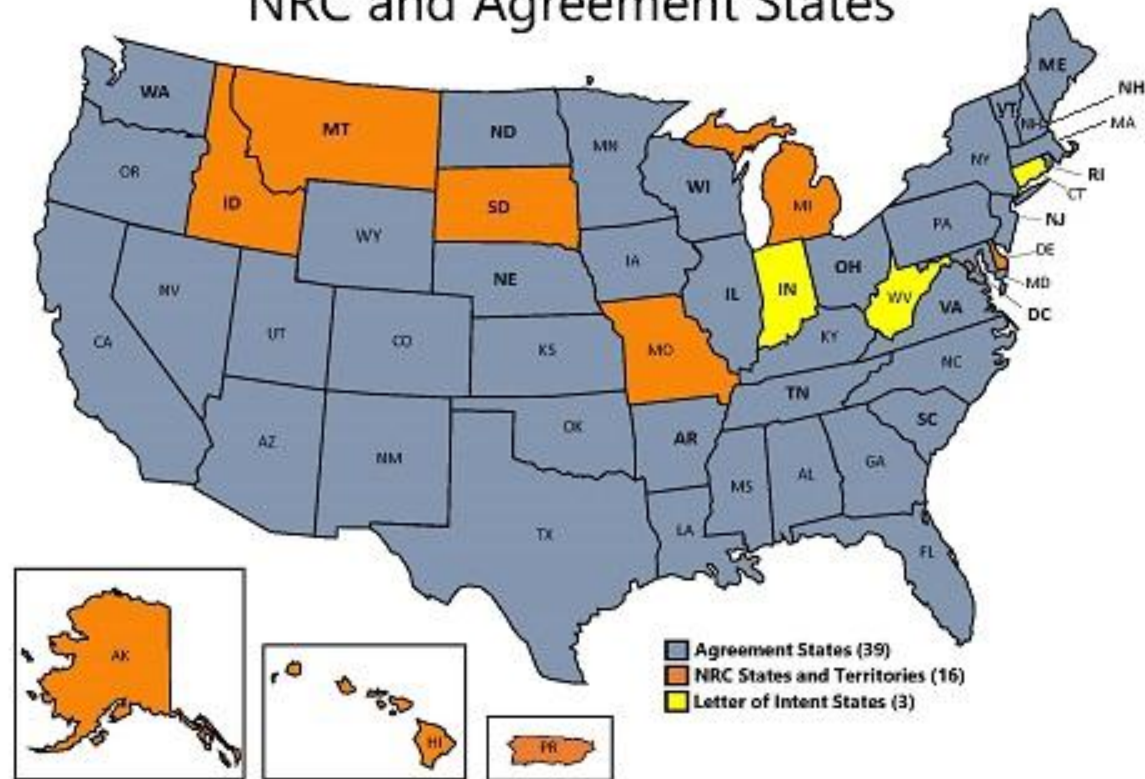 NRC and Agreement States
WA
MT
ND
MN
OR
ID
SD
WI
MI
WY
NE
IA
NV
UT
CO
KS
MO
IL
IN
OH
KY
WV
VA
CA
AZ
NM
OK
AR
TN
NC
SC
MS
AL
GA
TX
LA
FL
ME
VT
NH
NH
MA
NY
RI
CT
PA
NJ
DE
MD
DC
AK
HI
PR
Agreement States (39)
NRC States and Territories (16)
Letter of Intent States (3)